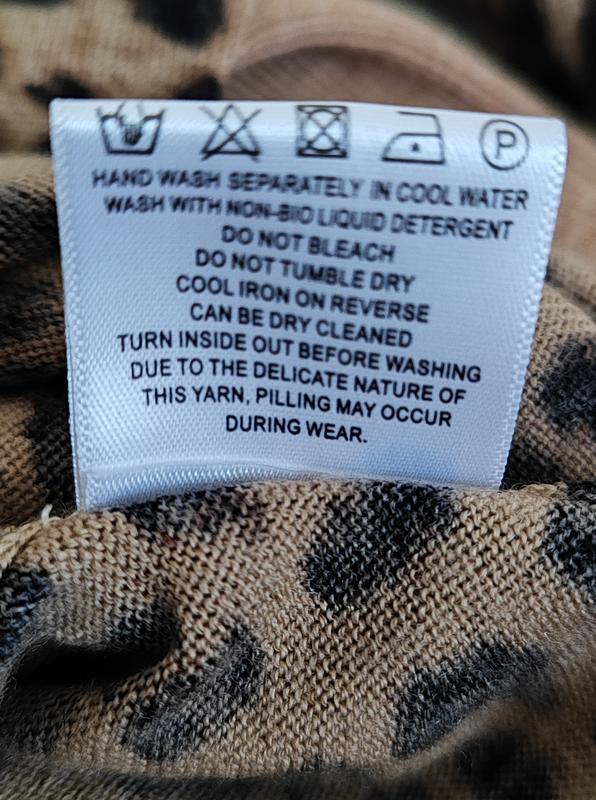 P
HAND WASH SEPARATELY IN COOL WATER
WASH WITH NON-BIO LIQUID DETERGENT
DO NOT BLEACH
DO NOT TUMBLE DRY
COOL IRON ON REVERSE
CAN BE DRY CLEANED
TURN INSIDE OUT BEFORE WASHING
DUE TO THE DELICATE NATURE OF
THIS YARN, PILLING MAY OCCUR
DURING WEAR.